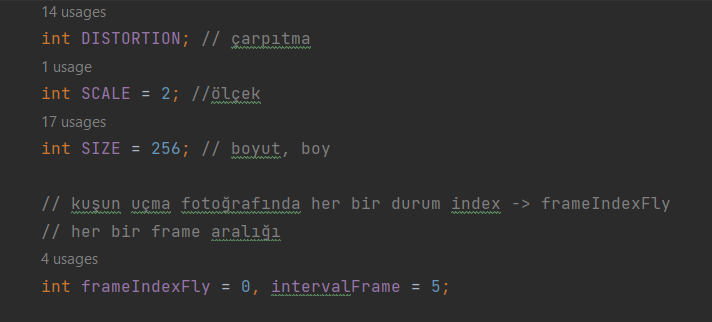 14 usages
int DISTORTION; // çarpıtma
1 usage
int SCALE = 2; //ölçek
17 usages
int SIZE = 256; // boyut, boy
// kuşun uçma fotoğrafında her bir durum index -> frameIndexFly
// her bir frame aralığı
4 usages
int frameIndexFly = 0, intervalFrame = 5;